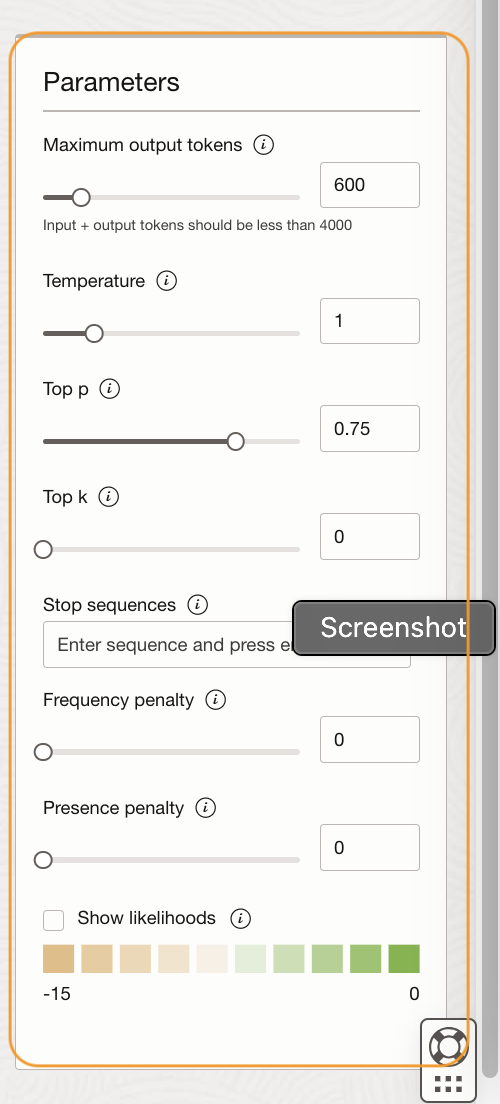 Parameters
Maximum output tokens
600
Input + output tokens should be less than 4000
Temperature
1
Top p
0.75
Top k
0
Stop sequences
Enter sequence and press
Screenshot
Frequency penalty
0
Presence penalty
0
Show likelihoods
-15 0